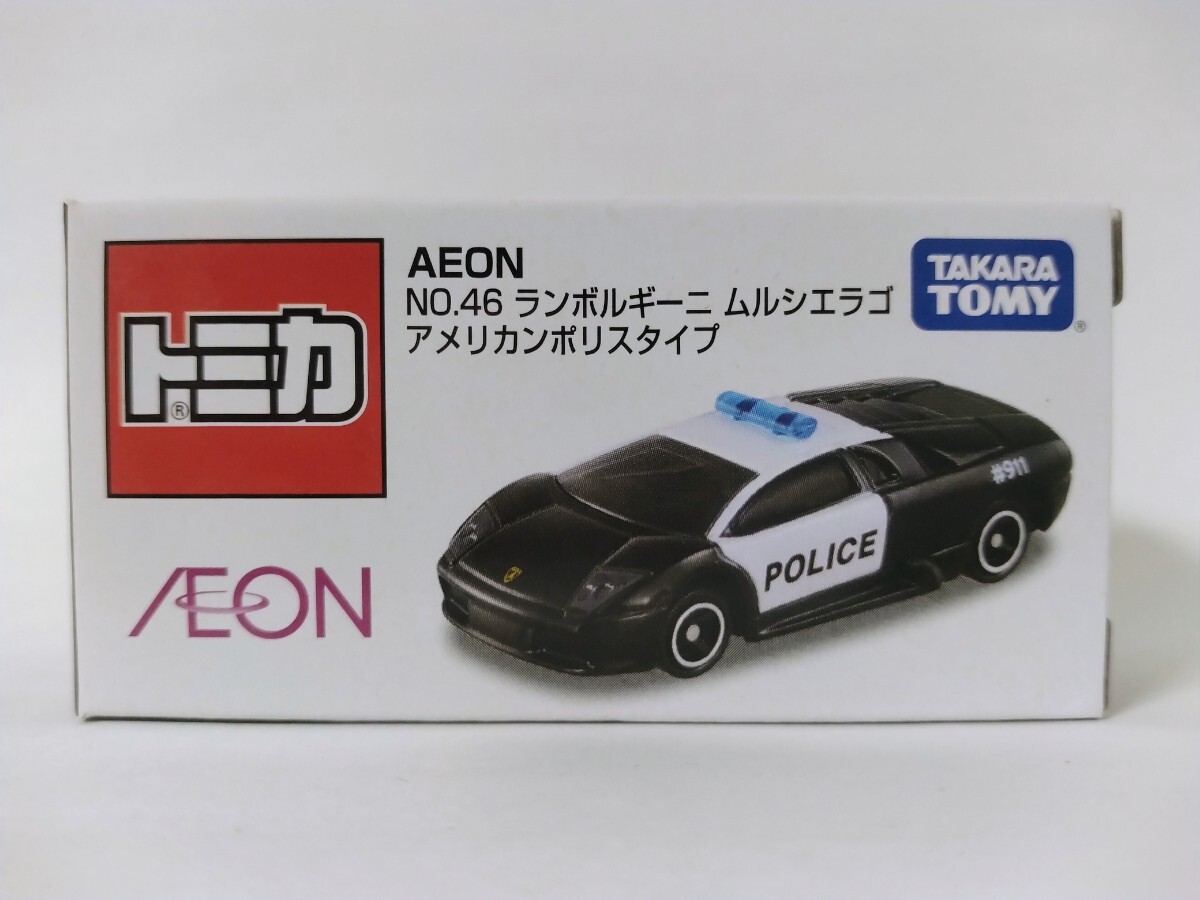 トミカ
®
AEON
NO.46 ランボルギーニ ムルシエラゴ
アメリカンポリスタイプ
TAKARA
TOMY
®
ÆON
#911
POLICE